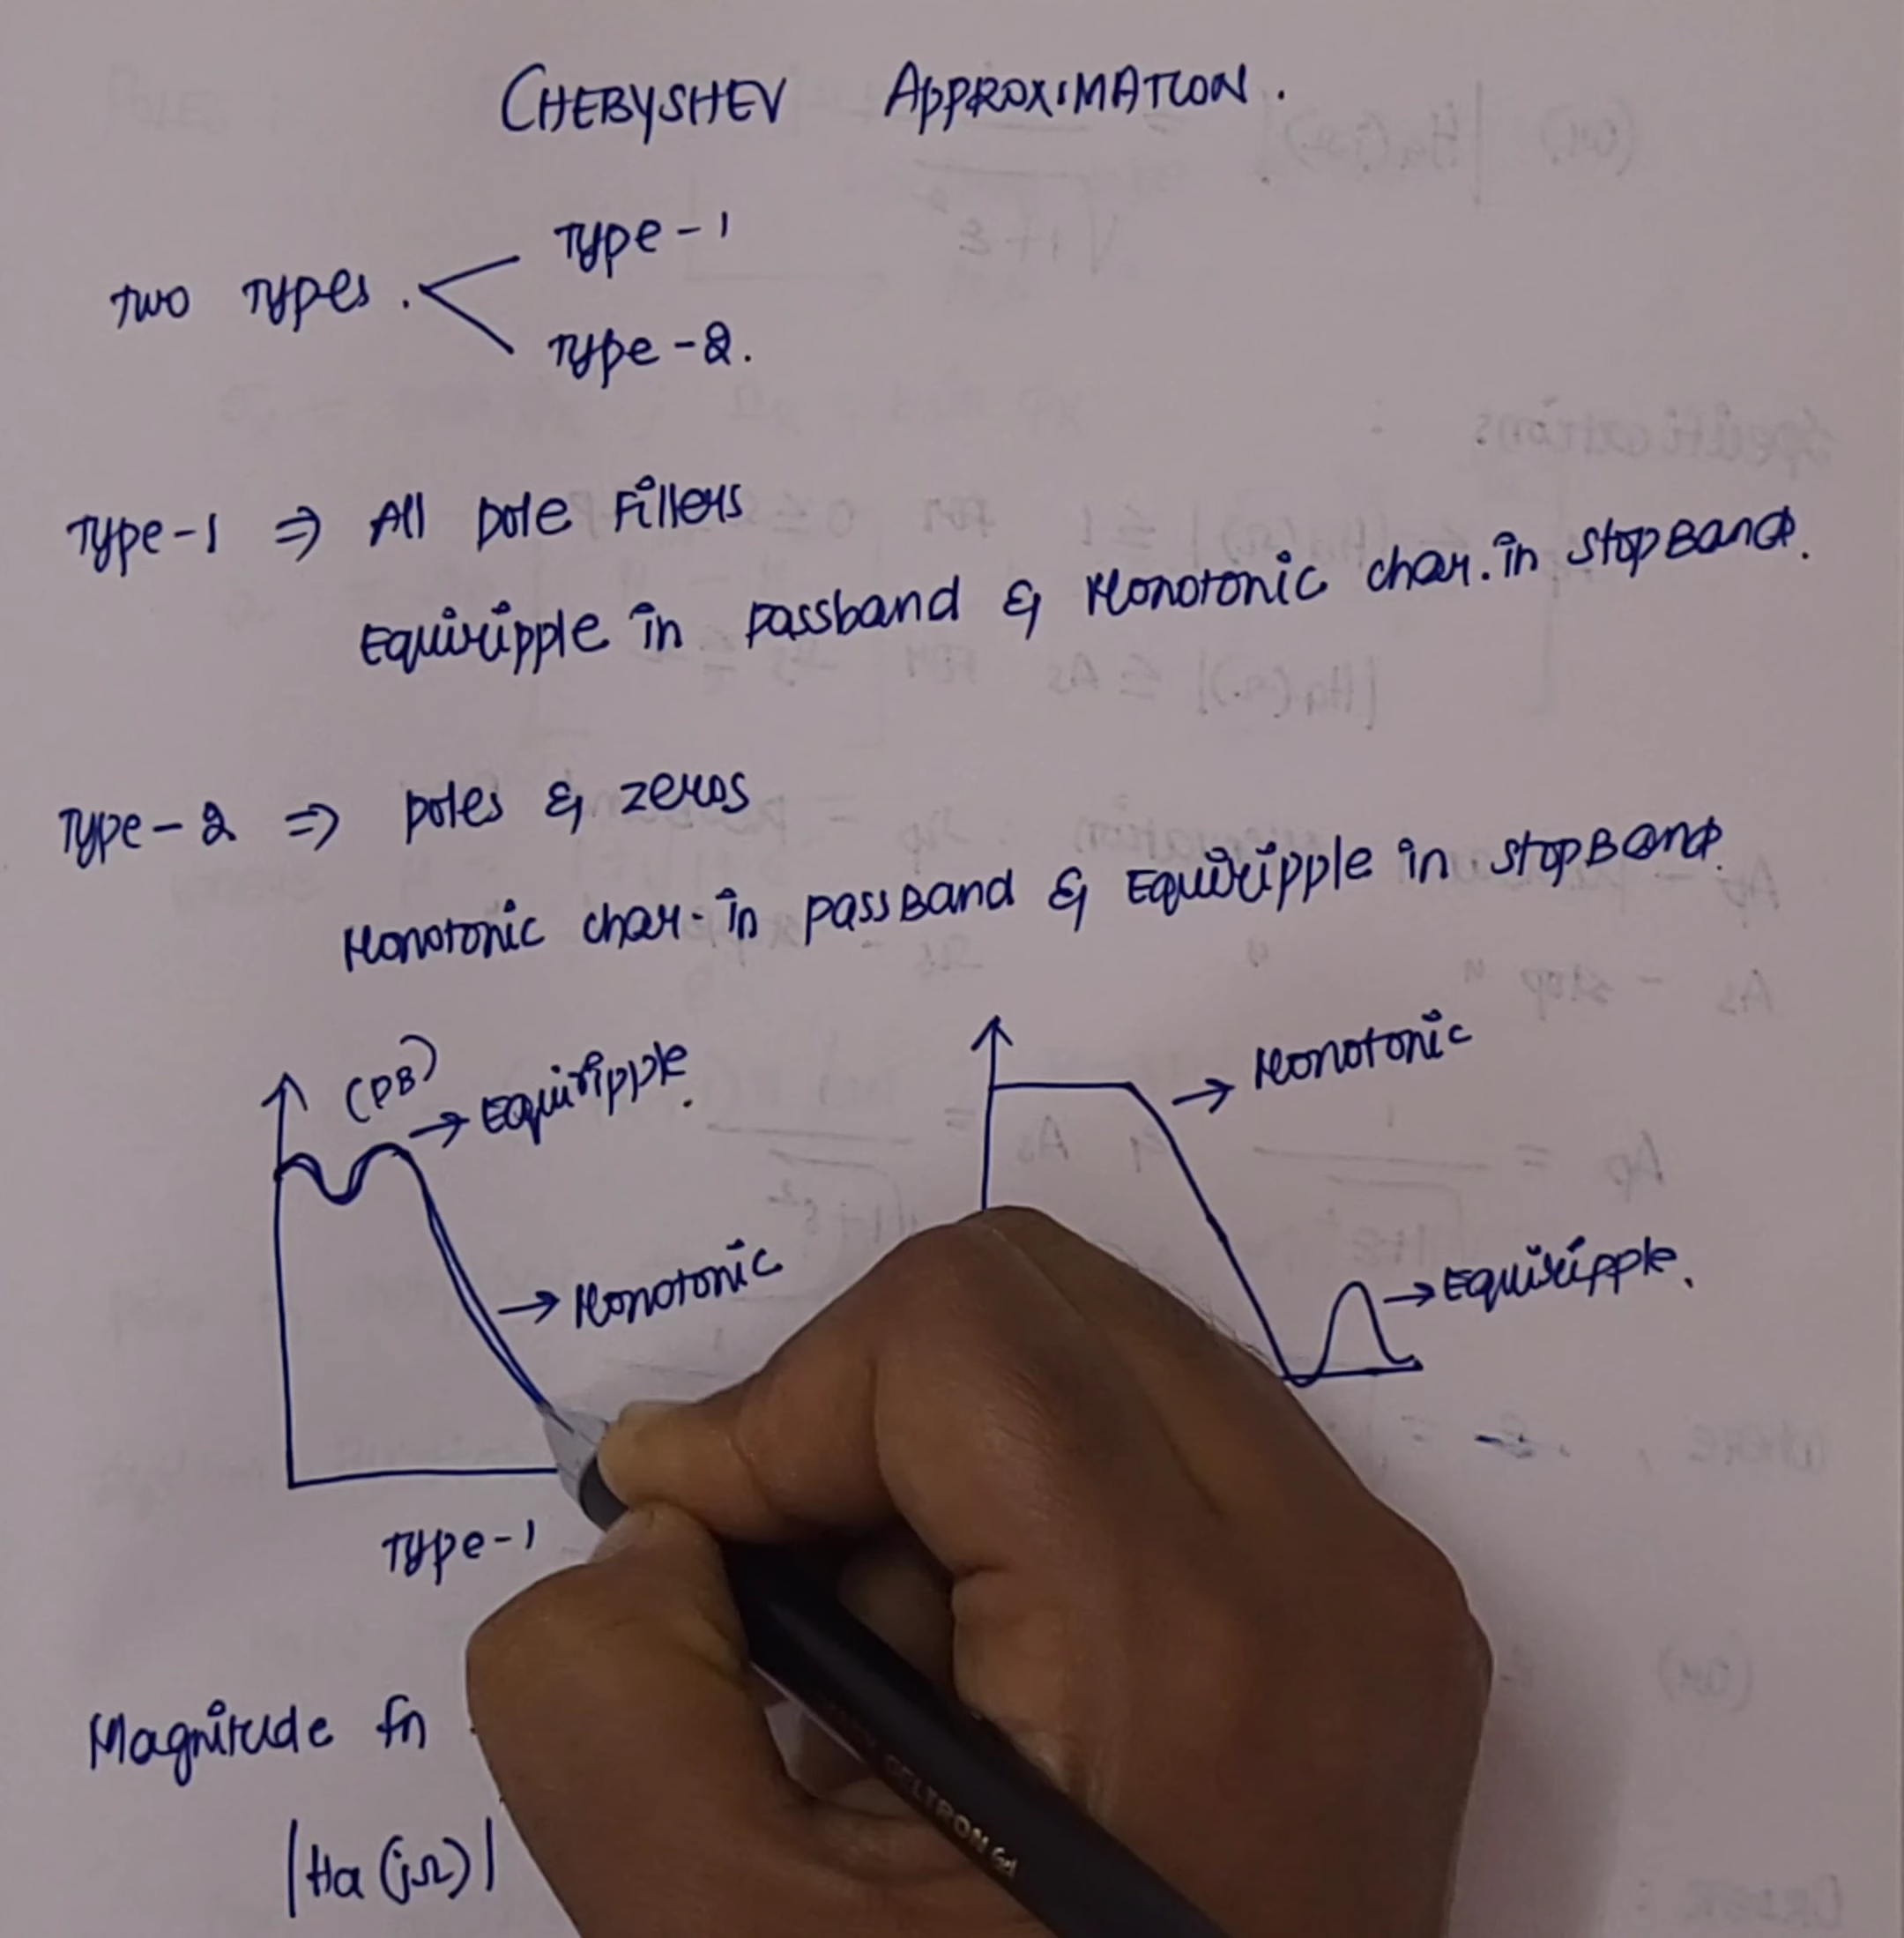 CHEBYSHEV APPROXIMATION.
Two Types.
Type-1
Type-2.
Type-1 ⇒ All pole Filters
Equiripple in passband & Monotonic char. in stopBand.
Type-2 ⇒ poles & zeros
Monotonic char. in passBand & Equiripple in stopBand.
(PB) → Equiripple.
→ Monotonic
Type-1
→ Monotonic
→ Equiripple.
Magnitude fn
|Ha (jΩ)|
GELTRON Gel